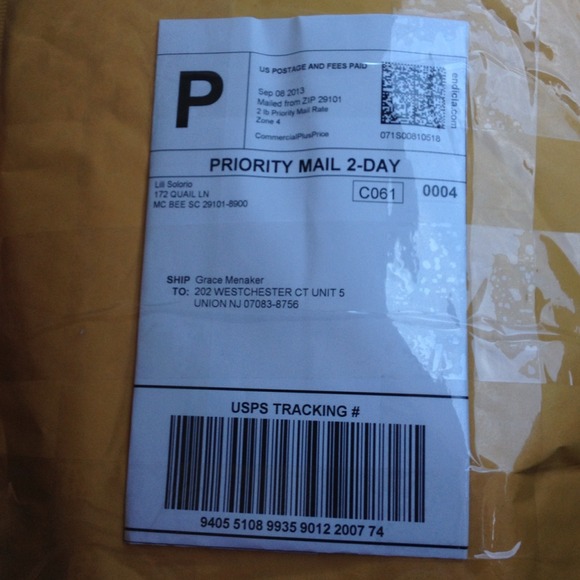 P
US POSTAGE AND FEES PAID
Sep 08 2013
Mailed from ZIP 29101
2 lb Priority Mail Rate
Zone 4
CommercialPlusPrice
endicia.com
071S00810518
PRIORITY MAIL 2-DAY
Lili Solorio
172 QUAIL LN
MC BEE SC 29101-8900
C061 0004
SHIP TO: Grace Menaker
202 WESTCHESTER CT UNIT 5
UNION NJ 07083-8756
USPS TRACKING #
9405 5108 9935 9012 2007 74